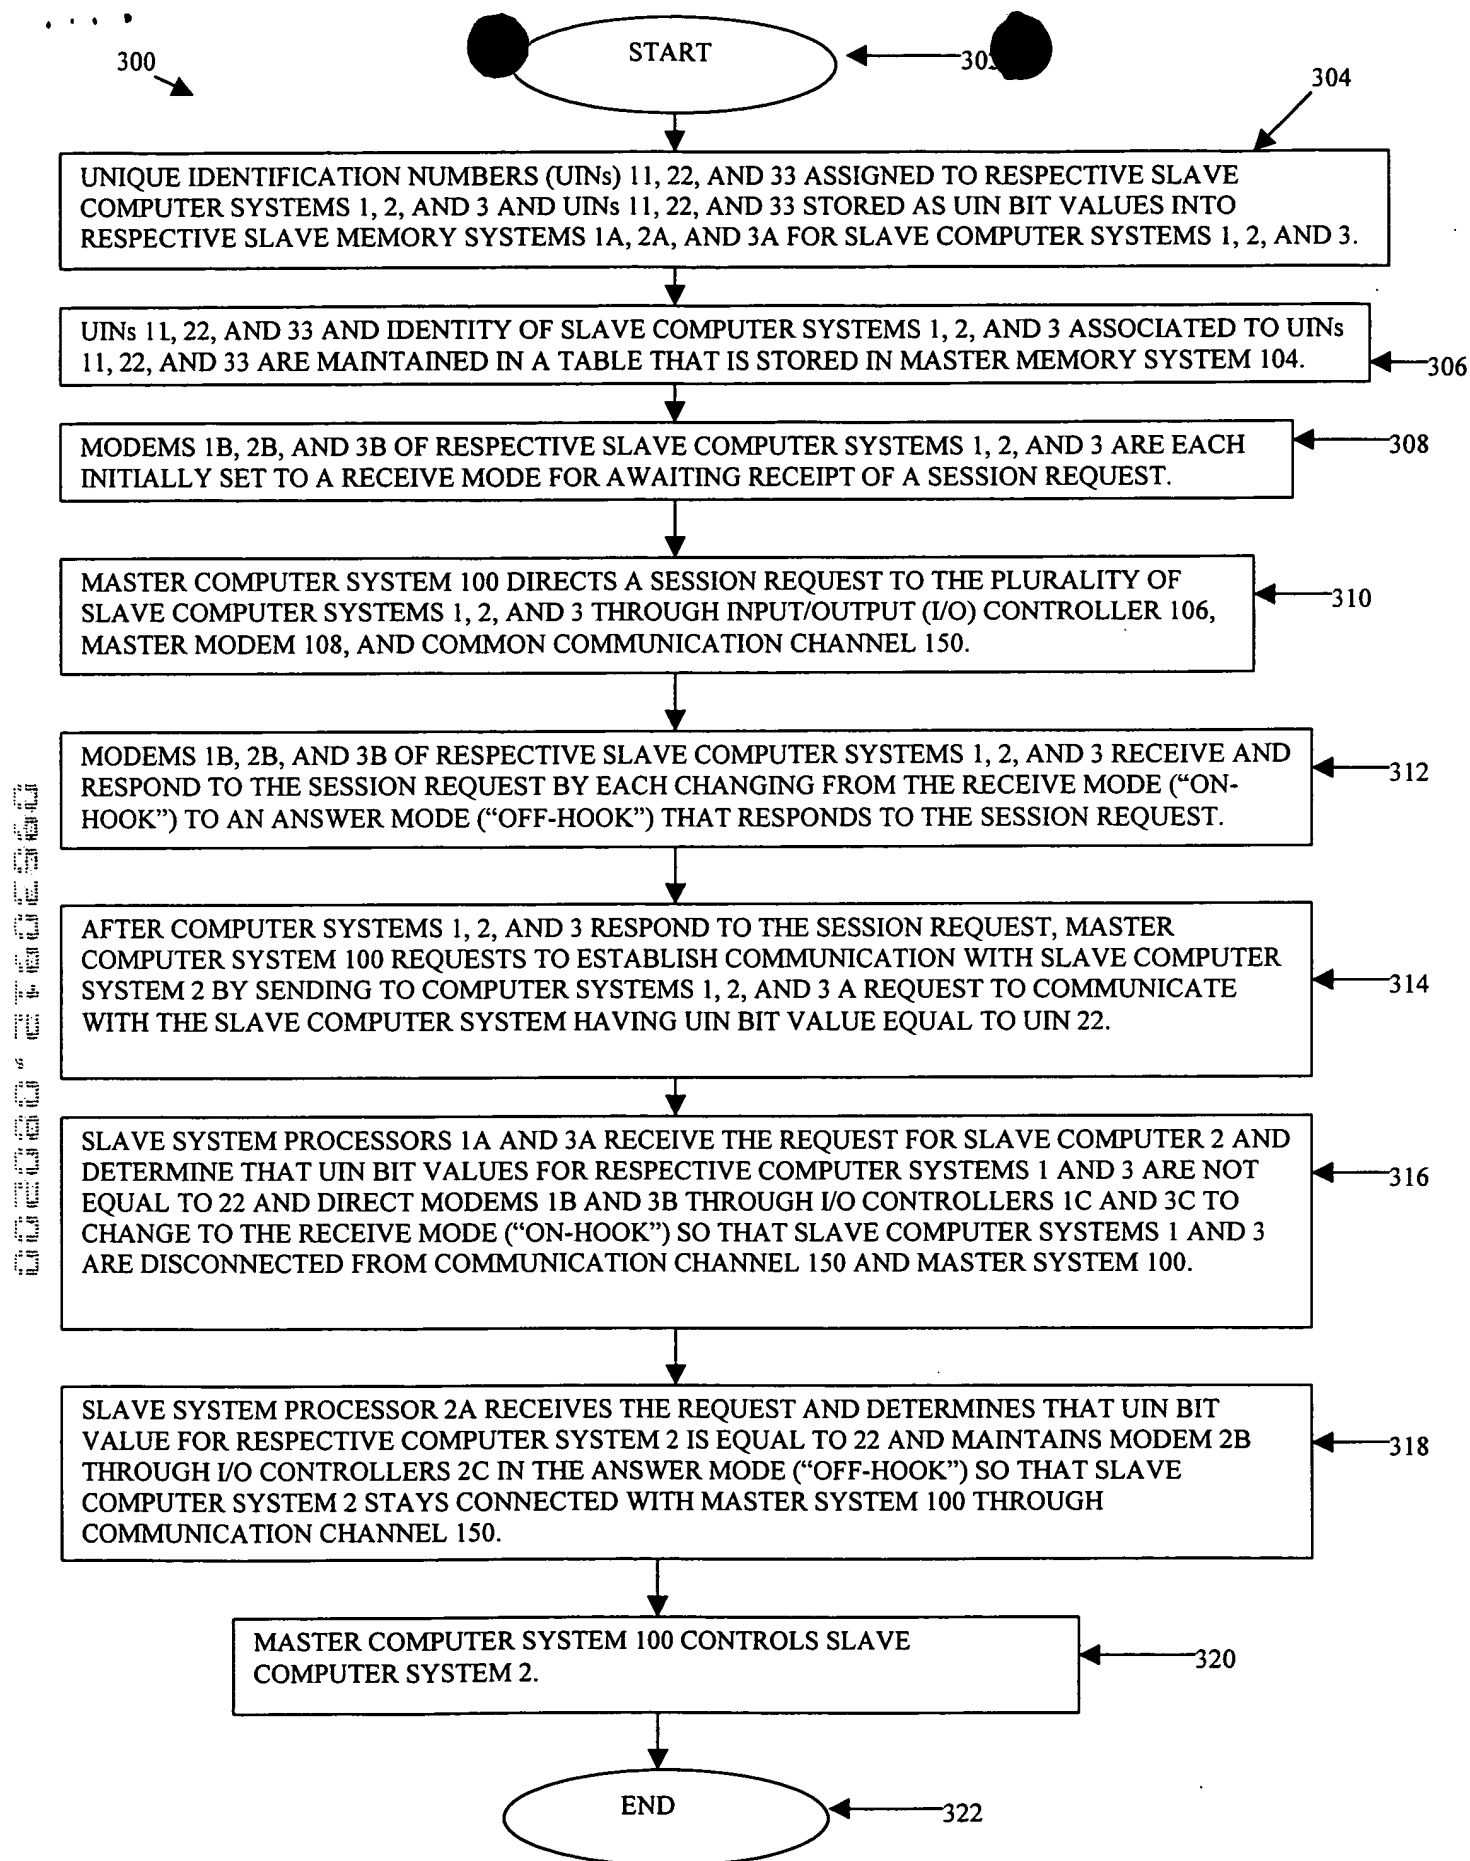 300
START
304
UNIQUE IDENTIFICATION NUMBERS (UINs) 11, 22, AND 33 ASSIGNED TO RESPECTIVE SLAVE
COMPUTER SYSTEMS 1, 2, AND 3 AND UINs 11, 22, AND 33 STORED AS UIN BIT VALUES INTO
RESPECTIVE SLAVE MEMORY SYSTEMS 1A, 2A, AND 3A FOR SLAVE COMPUTER SYSTEMS 1, 2, AND 3.
UINs 11, 22, AND 33 AND IDENTITY OF SLAVE COMPUTER SYSTEMS 1, 2, AND 3 ASSOCIATED TO UINs
11, 22, AND 33 ARE MAINTAINED IN A TABLE THAT IS STORED IN MASTER MEMORY SYSTEM 104.
306
MODEMS 1B, 2B, AND 3B OF RESPECTIVE SLAVE COMPUTER SYSTEMS 1, 2, AND 3 ARE EACH
INITIALLY SET TO A RECEIVE MODE FOR AWAITING RECEIPT OF A SESSION REQUEST.
308
MASTER COMPUTER SYSTEM 100 DIRECTS A SESSION REQUEST TO THE PLURALITY OF
SLAVE COMPUTER SYSTEMS 1, 2, AND 3 THROUGH INPUT/OUTPUT (I/O) CONTROLLER 106,
MASTER MODEM 108, AND COMMON COMMUNICATION CHANNEL 150.
310
MODEMS 1B, 2B, AND 3B OF RESPECTIVE SLAVE COMPUTER SYSTEMS 1, 2, AND 3 RECEIVE AND
RESPOND TO THE SESSION REQUEST BY EACH CHANGING FROM THE RECEIVE MODE (“ON-
HOOK”) TO AN ANSWER MODE (“OFF-HOOK”) THAT RESPONDS TO THE SESSION REQUEST.
312
AFTER COMPUTER SYSTEMS 1, 2, AND 3 RESPOND TO THE SESSION REQUEST, MASTER
COMPUTER SYSTEM 100 REQUESTS TO ESTABLISH COMMUNICATION WITH SLAVE COMPUTER
SYSTEM 2 BY SENDING TO COMPUTER SYSTEMS 1, 2, AND 3 A REQUEST TO COMMUNICATE
WITH THE SLAVE COMPUTER SYSTEM HAVING UIN BIT VALUE EQUAL TO UIN 22.
314
SLAVE SYSTEM PROCESSORS 1A AND 3A RECEIVE THE REQUEST FOR SLAVE COMPUTER 2 AND
DETERMINE THAT UIN BIT VALUES FOR RESPECTIVE COMPUTER SYSTEMS 1 AND 3 ARE NOT
EQUAL TO 22 AND DIRECT MODEMS 1B AND 3B THROUGH I/O CONTROLLERS 1C AND 3C TO
CHANGE TO THE RECEIVE MODE (“ON-HOOK”) SO THAT SLAVE COMPUTER SYSTEMS 1 AND 3
ARE DISCONNECTED FROM COMMUNICATION CHANNEL 150 AND MASTER SYSTEM 100.
316
SLAVE SYSTEM PROCESSOR 2A RECEIVES THE REQUEST AND DETERMINES THAT UIN BIT
VALUE FOR RESPECTIVE COMPUTER SYSTEM 2 IS EQUAL TO 22 AND MAINTAINS MODEM 2B
THROUGH I/O CONTROLLERS 2C IN THE ANSWER MODE (“OFF-HOOK”) SO THAT SLAVE
COMPUTER SYSTEM 2 STAYS CONNECTED WITH MASTER SYSTEM 100 THROUGH
COMMUNICATION CHANNEL 150.
318
MASTER COMPUTER SYSTEM 100 CONTROLS SLAVE
COMPUTER SYSTEM 2.
320
END
322